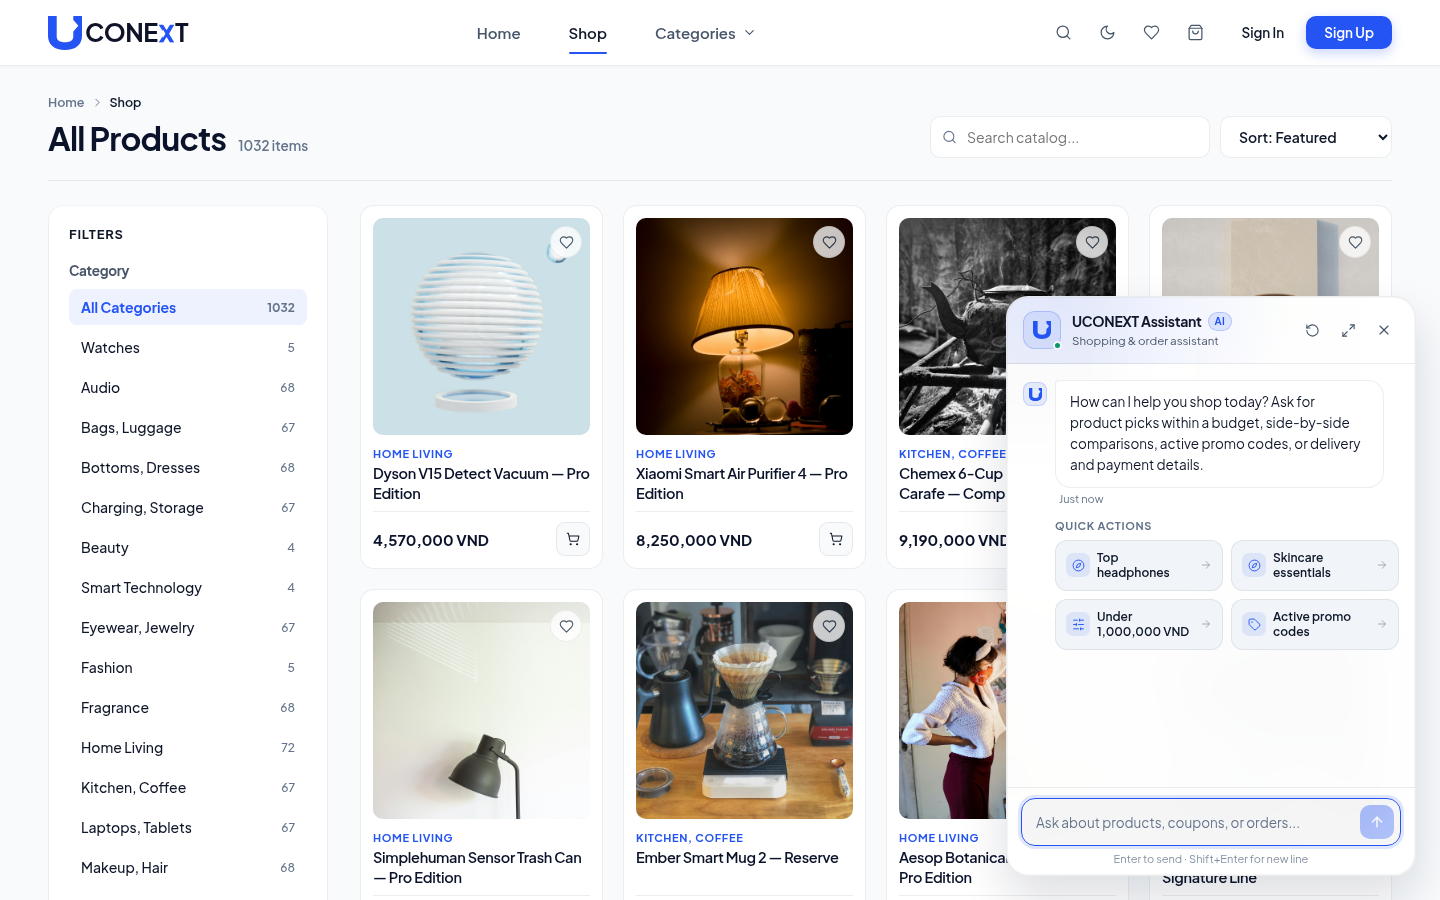 UCONEXT
Home
Shop
Categories
Sign In
Sign Up
Home > Shop
All Products
1032 items
Search catalog...
Sort: Featured
FILTERS
Category
All Categories 1032
Watches 5
Audio 68
Bags, Luggage 67
Bottoms, Dresses 68
Charging, Storage 67
Beauty 4
Smart Technology 4
Eyewear, Jewelry 67
Fashion 5
Fragrance 68
Home Living 72
Kitchen, Coffee 67
Laptops, Tablets 67
Makeup, Hair 68
HOME LIVING
Dyson V15 Detect Vacuum — Pro
Edition
4,570,000 VND
HOME LIVING
Xiaomi Smart Air Purifier 4 — Pro
Edition
8,250,000 VND
KITCHEN, COFFEE
Chemex 6-Cup
Carafe — Comp
9,190,000 VND
HOME LIVING
Simplehuman Sensor Trash Can
— Pro Edition
KITCHEN, COFFEE
Ember Smart Mug 2 — Reserve
HOME LIVING
Aesop Botanica
Pro Edition
Signature Line
UCONEXT Assistant AI
Shopping & order assistant
How can I help you shop today? Ask for
product picks within a budget, side-by-side
comparisons, active promo codes, or delivery
and payment details.
Just now
QUICK ACTIONS
Top
headphones
Skincare
essentials
Under
1,000,000 VND
Active promo
codes
Ask about products, coupons, or orders...
Enter to send · Shift+Enter for new line